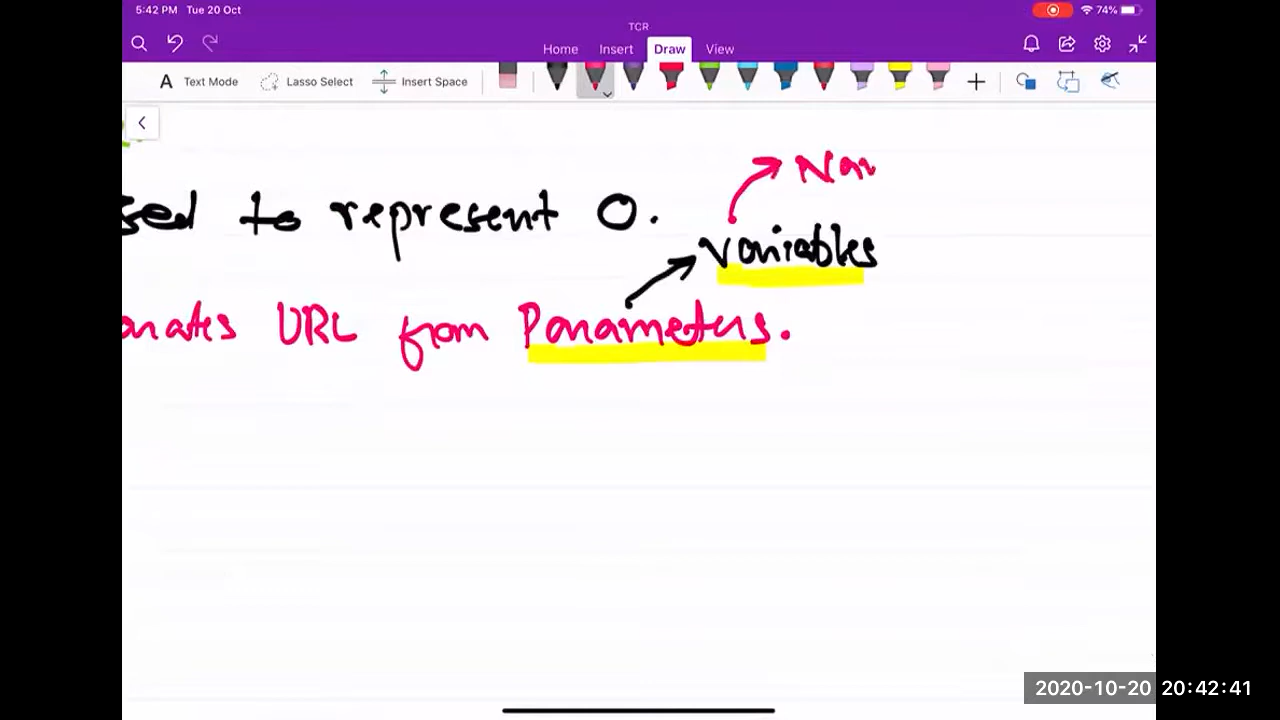 5:42 PM Tue 20 Oct
74%
TCR
Home Insert Draw View
A Text Mode Lasso Select Insert Space
Nam
sed to represent 0.
variables
arates URL from Parameters.
2020-10-20 20:42:41